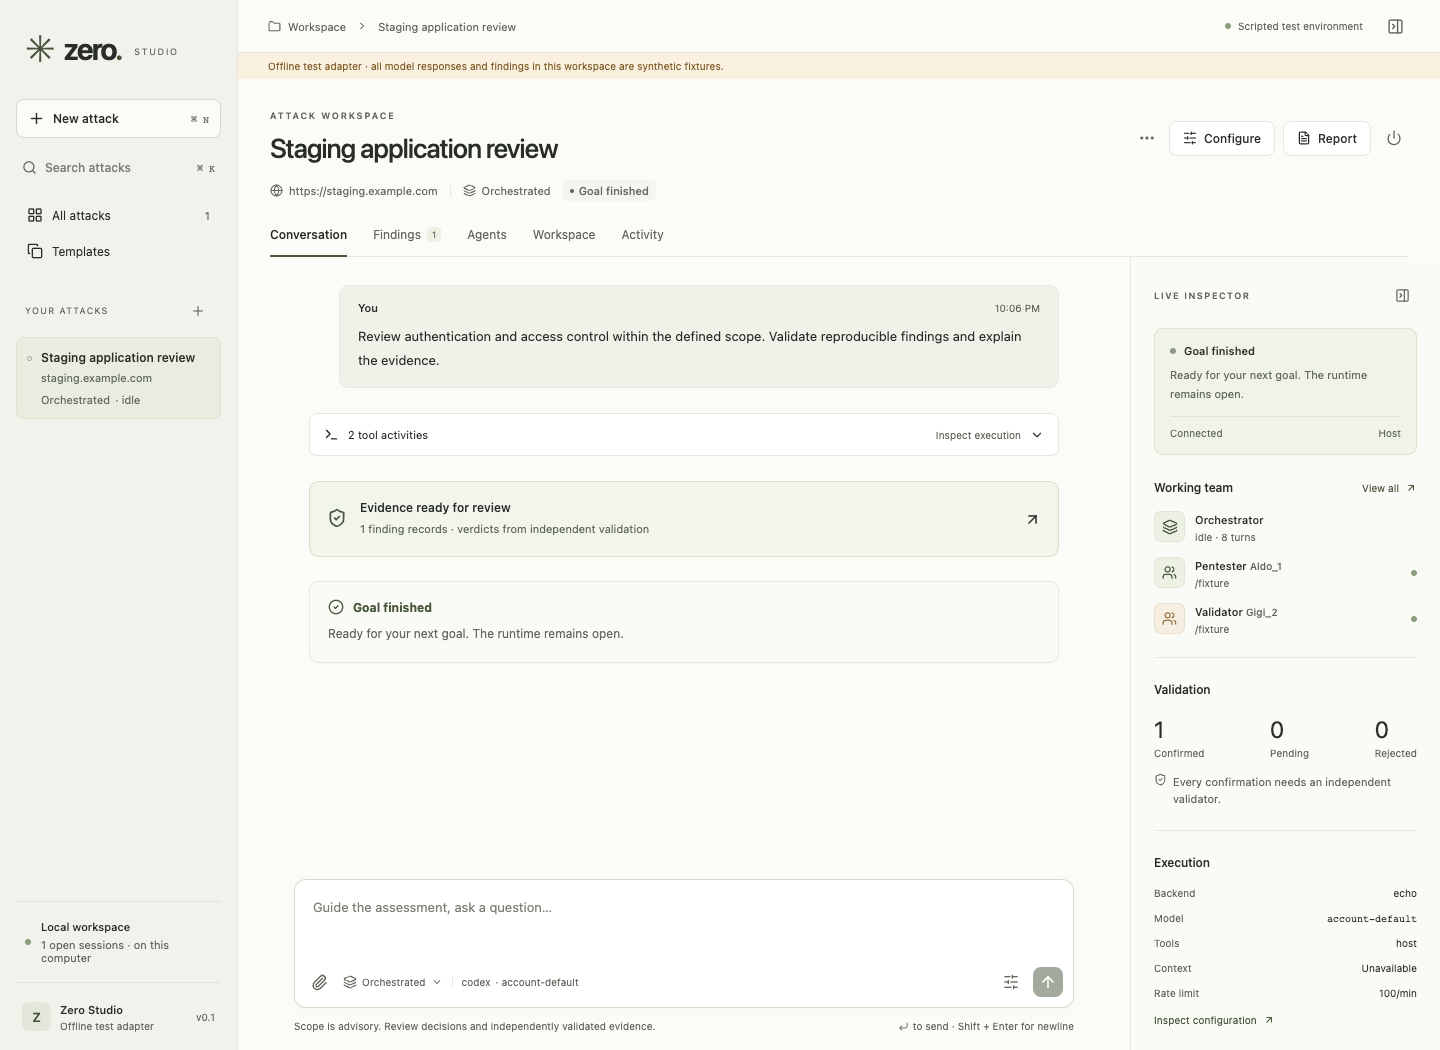 zero. STUDIO
New attack ⌘ N
Search attacks ⌘ K
All attacks 1
Templates
YOUR ATTACKS
Staging application review
staging.example.com
Orchestrated · idle
Local workspace
1 open sessions · on this
computer
Z
Zero Studio
Offline test adapter
v0.1
Workspace
Staging application review
Scripted test environment
Offline test adapter · all model responses and findings in this workspace are synthetic fixtures.
ATTACK WORKSPACE
Staging application review
Configure
Report
https://staging.example.com
Orchestrated
Goal finished
Conversation
Findings 1
Agents
Workspace
Activity
You 10:06 PM
Review authentication and access control within the defined scope. Validate reproducible findings and explain
the evidence.
2 tool activities Inspect execution
Evidence ready for review
1 finding records · verdicts from independent validation
Goal finished
Ready for your next goal. The runtime remains open.
Guide the assessment, ask a question...
Orchestrated
codex · account-default
Scope is advisory. Review decisions and independently validated evidence.
↵ to send · Shift + Enter for newline
LIVE INSPECTOR
Goal finished
Ready for your next goal. The runtime
remains open.
Connected Host
Working team View all
Orchestrator
idle · 8 turns
Pentester Aldo_1
/fixture
Validator Gigi_2
/fixture
Validation
1 0 0
Confirmed Pending Rejected
Every confirmation needs an independent
validator.
Execution
Backend echo
Model account-default
Tools host
Context Unavailable
Rate limit 100/min
Inspect configuration